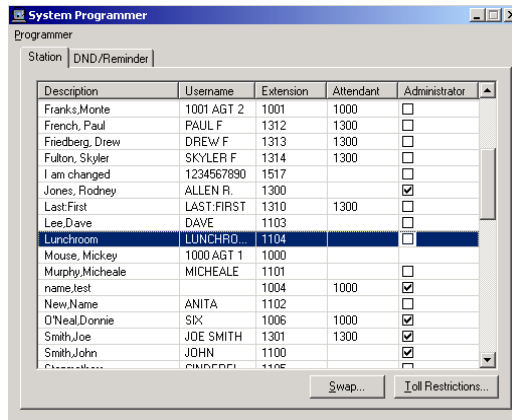 System Programmer
Programmer
Station DND/Reminder
Description Username Extension Attendant Administrator
Franks,Monte 1001 AGT 2 1001 1000
French, Paul PAUL F 1312 1300
Friedberg, Drew DREW F 1313 1300
Fulton, Skyler SKYLER F 1314 1300
I am changed 1234567890 1517
Jones, Rodney ALLEN R. 1300
Last:First LAST:FIRST 1310 1300
Lee,Dave DAVE 1103
Lunchroom LUNCHRO... 1104
Mouse, Mickey 1000 AGT 1 1000
Murphy,Micheale MICHEALE 1101
name,test 1004 1000
New,Name ANITA 1102
O'Neal,Donnie SIX 1006 1000
Smith,Joe JOE SMITH 1301 1300
Smith,John JOHN 1100
Swap... Toll Restrictions...